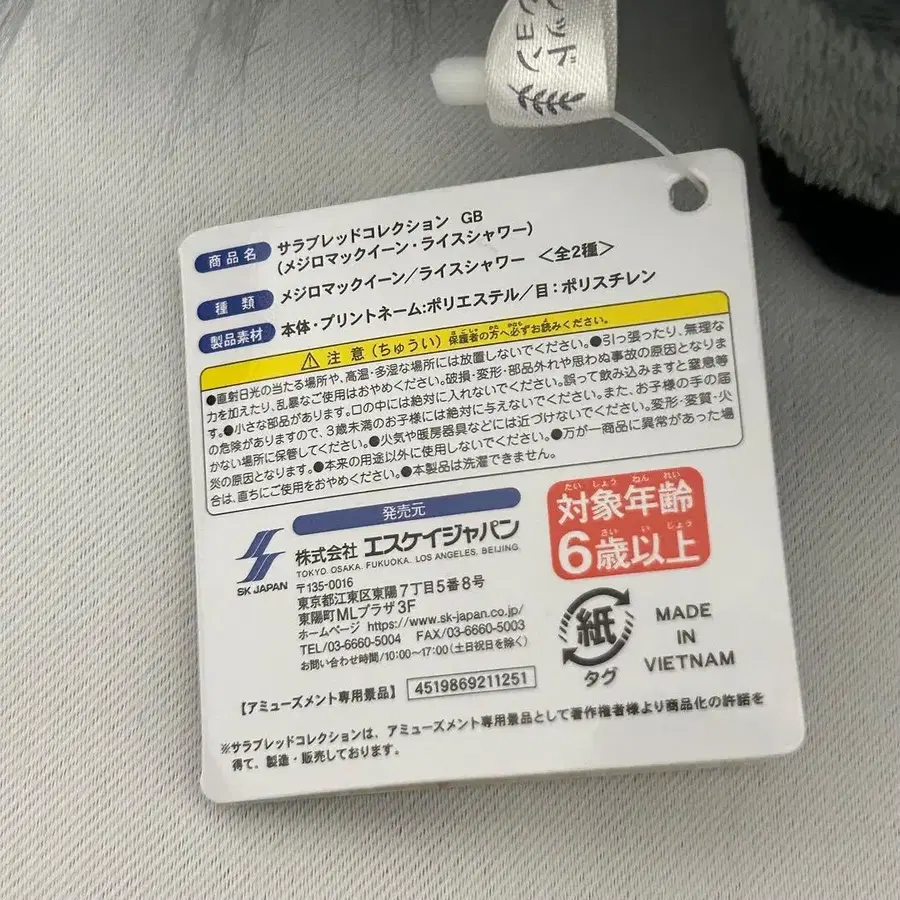 ッド
ョン
商品名 サラブレッドコレクション GB
(メジロマックイーン・ライスシャワー)
種類 メジロマックイーン/ライスシャワー <全2種>
製品素材 本体・プリントネーム:ポリエステル/目:ポリスチレン
⚠注意(ちゅうい)保護者の方へ必ずお読みください。
●直射日光の当たる場所や、高温・多湿な場所には放置しないでください。●引っ張ったり、無理な
力を加えたり、乱暴なご使用はおやめください。破損・変形・部品外れや思わぬ事故の原因となりま
す。●小さな部品があります。口の中には絶対に入れないでください。誤って飲み込みますと窒息等
の危険がありますので、3歳未満のお子様には絶対に与えないでください。また、お子様の手の届
かない場所に保管してください。●火気や暖房器具などには近づけないでください。変形・変質・火
炎の原因となります。●本来の用途以外に使用しないでください。●万が一商品に異常があった場
合は、直ちにご使用をおやめください。●本製品は洗濯できません。
発売元
SK JAPAN
株式会社 エスケイジャパン
TOKYO. OSAKA. FUKUOKA. LOS ANGELES. BEIJING.
〒135-0016
東京都江東区東陽7丁目5番8号
東陽町MLプラザ3F
ホームページ https://www.sk-japan.co.jp/
TEL/03-6660-5004 FAX/03-6660-5003
お問い合わせ時間/10:00~17:00(土日祝日を除く)
たいしょうねんれい
対象年齢
さいいじょう
6歳以上
紙
タグ
MADE
IN
VIETNAM
【アミューズメント専用景品】 4519869211251
※サラブレッドコレクションは、アミューズメント専用景品として著作権者様より商品化の許諾を
得て、製造・販売しております。